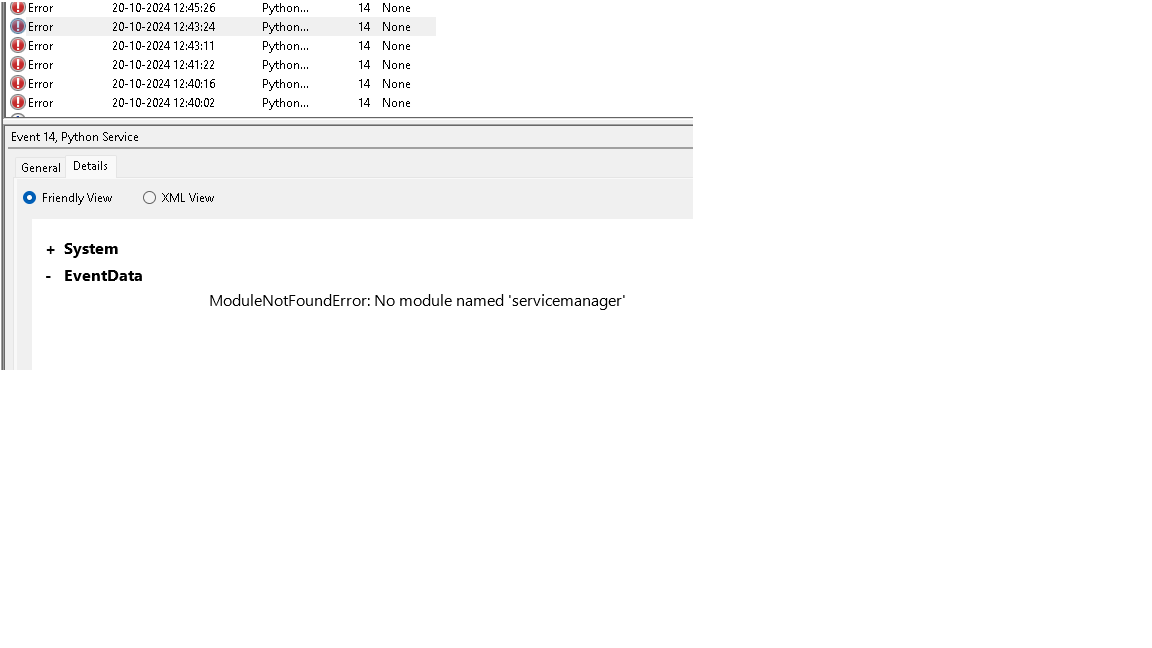 Error 20-10-2024 12:45:26 Python... 14 None
Error 20-10-2024 12:43:24 Python... 14 None
Error 20-10-2024 12:43:11 Python... 14 None
Error 20-10-2024 12:41:22 Python... 14 None
Error 20-10-2024 12:40:16 Python... 14 None
Error 20-10-2024 12:40:02 Python... 14 None
Event 14, Python Service
General Details
Friendly View XML View
+ System
- EventData
ModuleNotFoundError: No module named 'servicemanager'